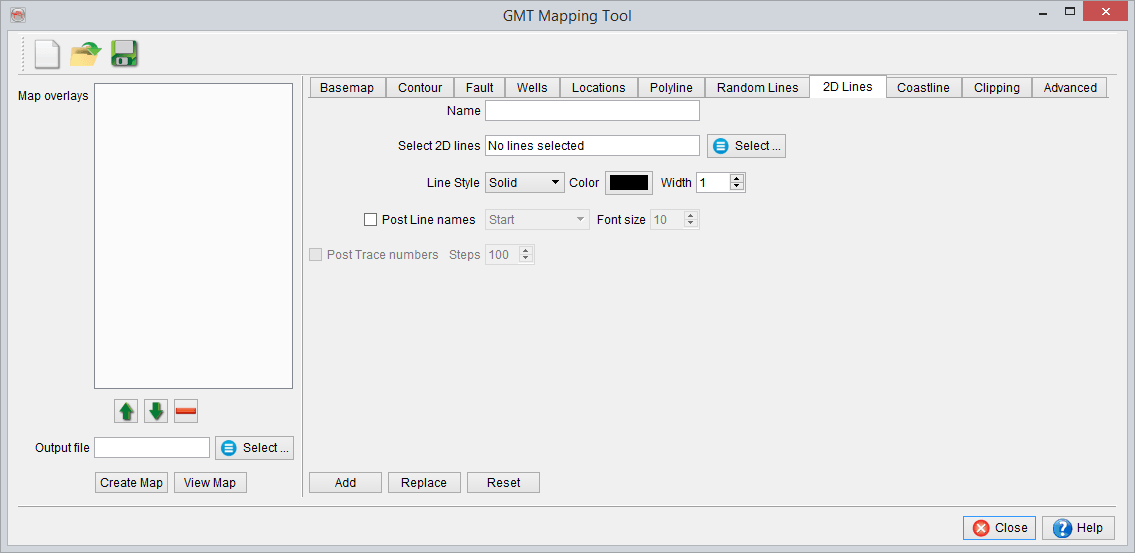 GMT Mapping Tool
Map overlays
Basemap Contour Fault Wells Locations Polyline Random Lines 2D Lines Coastline Clipping Advanced
Name
Select 2D lines No lines selected Select ...
Line Style Solid Color Width 1
Post Line names Start Font size 10
Post Trace numbers Steps 100
Output file Select ...
Create Map View Map
Add Replace Reset
Close Help